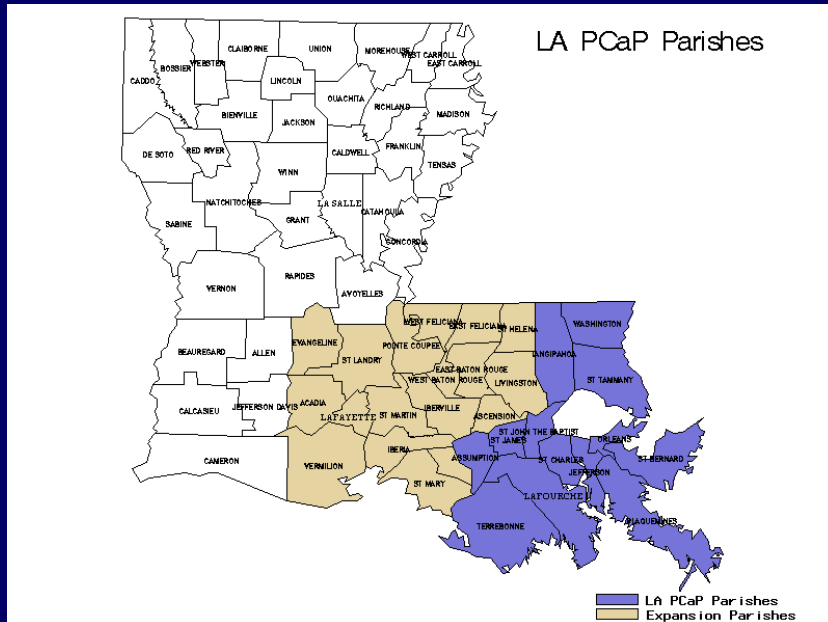 LA PCaP Parishes
CLAIBORNE
UNION
MOREHOUSE
WEST CARROLL
EAST CARROLL
WEBSTER
BOSSIER
CADDO
LINCOLN
OUACHITA
RICHLAND
MADISON
BIENVILLE
JACKSON
DE SOTO
RED RIVER
CALDWELL
FRANKLIN
TENSAS
WINN
NATCHITOCHES
LASALLE
CATAHOULA
SABINE
GRANT
CONCORDIA
VERNON
RAPIDES
AVOYELLES
WEST FELICIANA
EAST FELICIANA
ST HELENA
WASHINGTON
EVANGELINE
POINTE COUPEE
TANGIPAHOA
BEAUREGARD
ALLEN
ST LANDRY
EAST BATON ROUGE
WEST BATON ROUGE
LIVINGSTON
ST TAMMANY
ACADIA
CALCASIEU
JEFFERSON DAVIS
LAFAYETTE
ST MARTIN
IBERVILLE
ASCENSION
ST JOHN THE BAPTIST
ST JAMES
ORLEANS
CAMERON
VERMILION
IBERIA
ASSUMPTION
ST CHARLES
ST BERNARD
JEFFERSON
ST MARY
LAFOURCHE
TERREBONNE
PLAQUEMINES
LA PCaP Parishes
Expansion Parishes